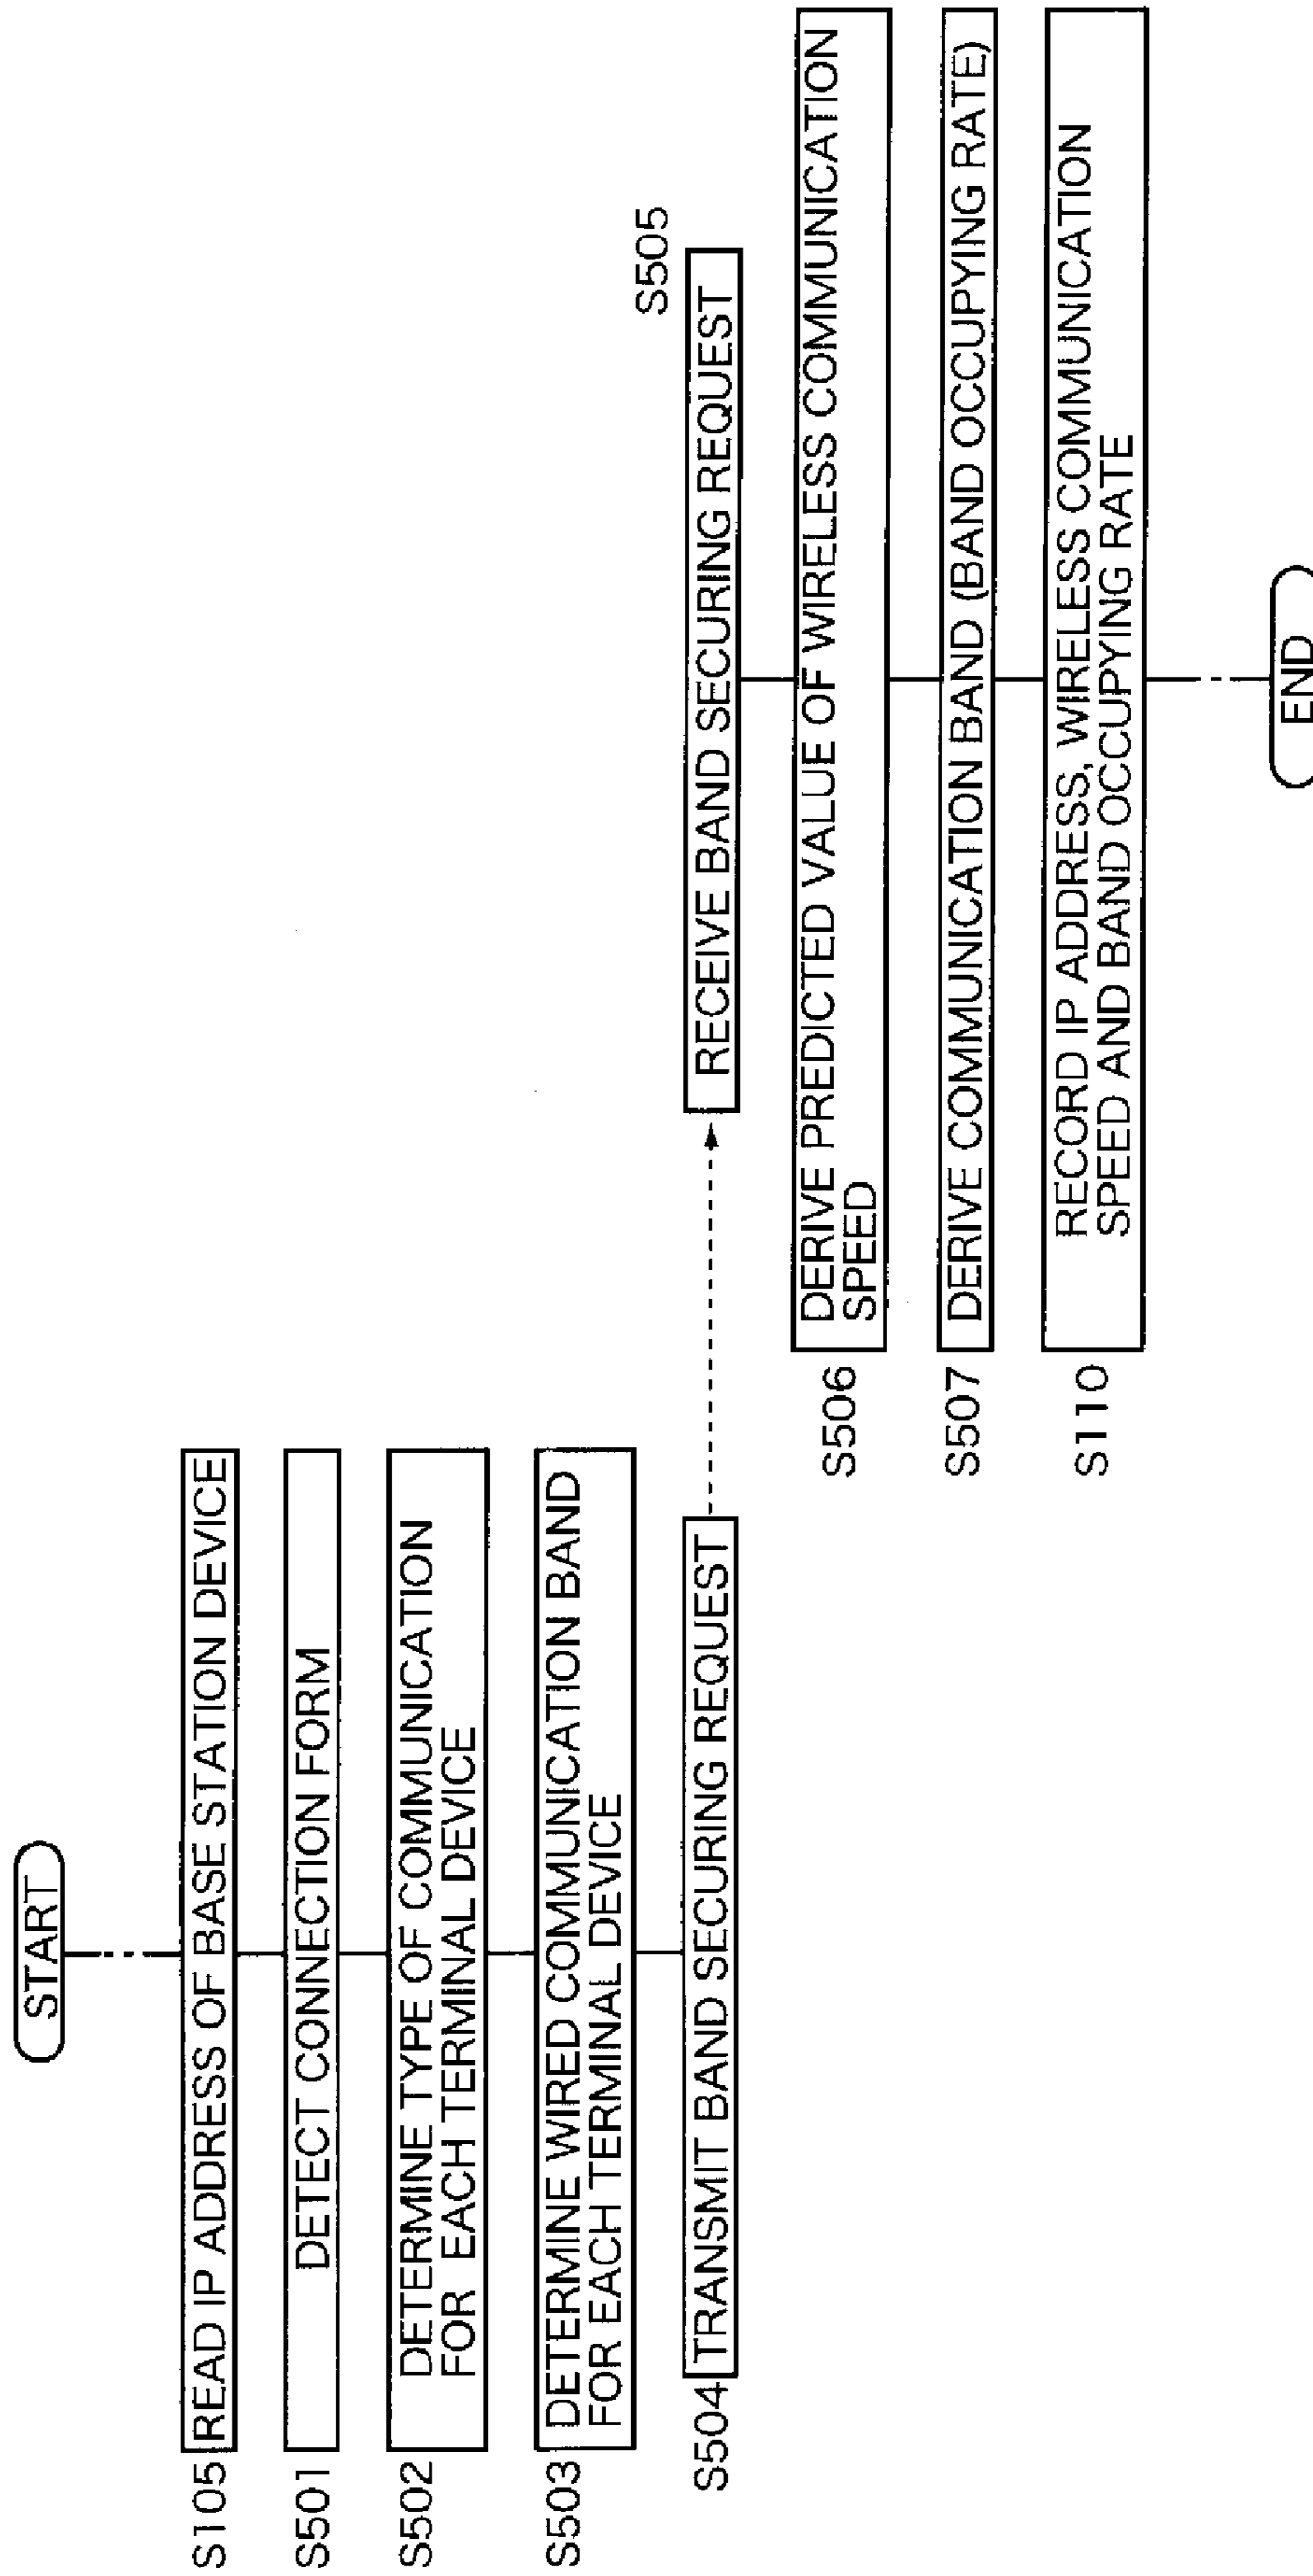 START
S105
READ IP ADDRESS OF BASE STATION DEVICE
S501
DETECT CONNECTION FORM
S502
DETERMINE TYPE OF COMMUNICATION
FOR EACH TERMINAL DEVICE
S503
DETERMINE WIRED COMMUNICATION BAND
FOR EACH TERMINAL DEVICE
S504
TRANSMIT BAND SECURING REQUEST
S505
RECEIVE BAND SECURING REQUEST
S506
DERIVE PREDICTED VALUE OF WIRELESS COMMUNICATION
SPEED
S507
DERIVE COMMUNICATION BAND (BAND OCCUPYING RATE)
S110
RECORD IP ADDRESS, WIRELESS COMMUNICATION
SPEED AND BAND OCCUPYING RATE
END